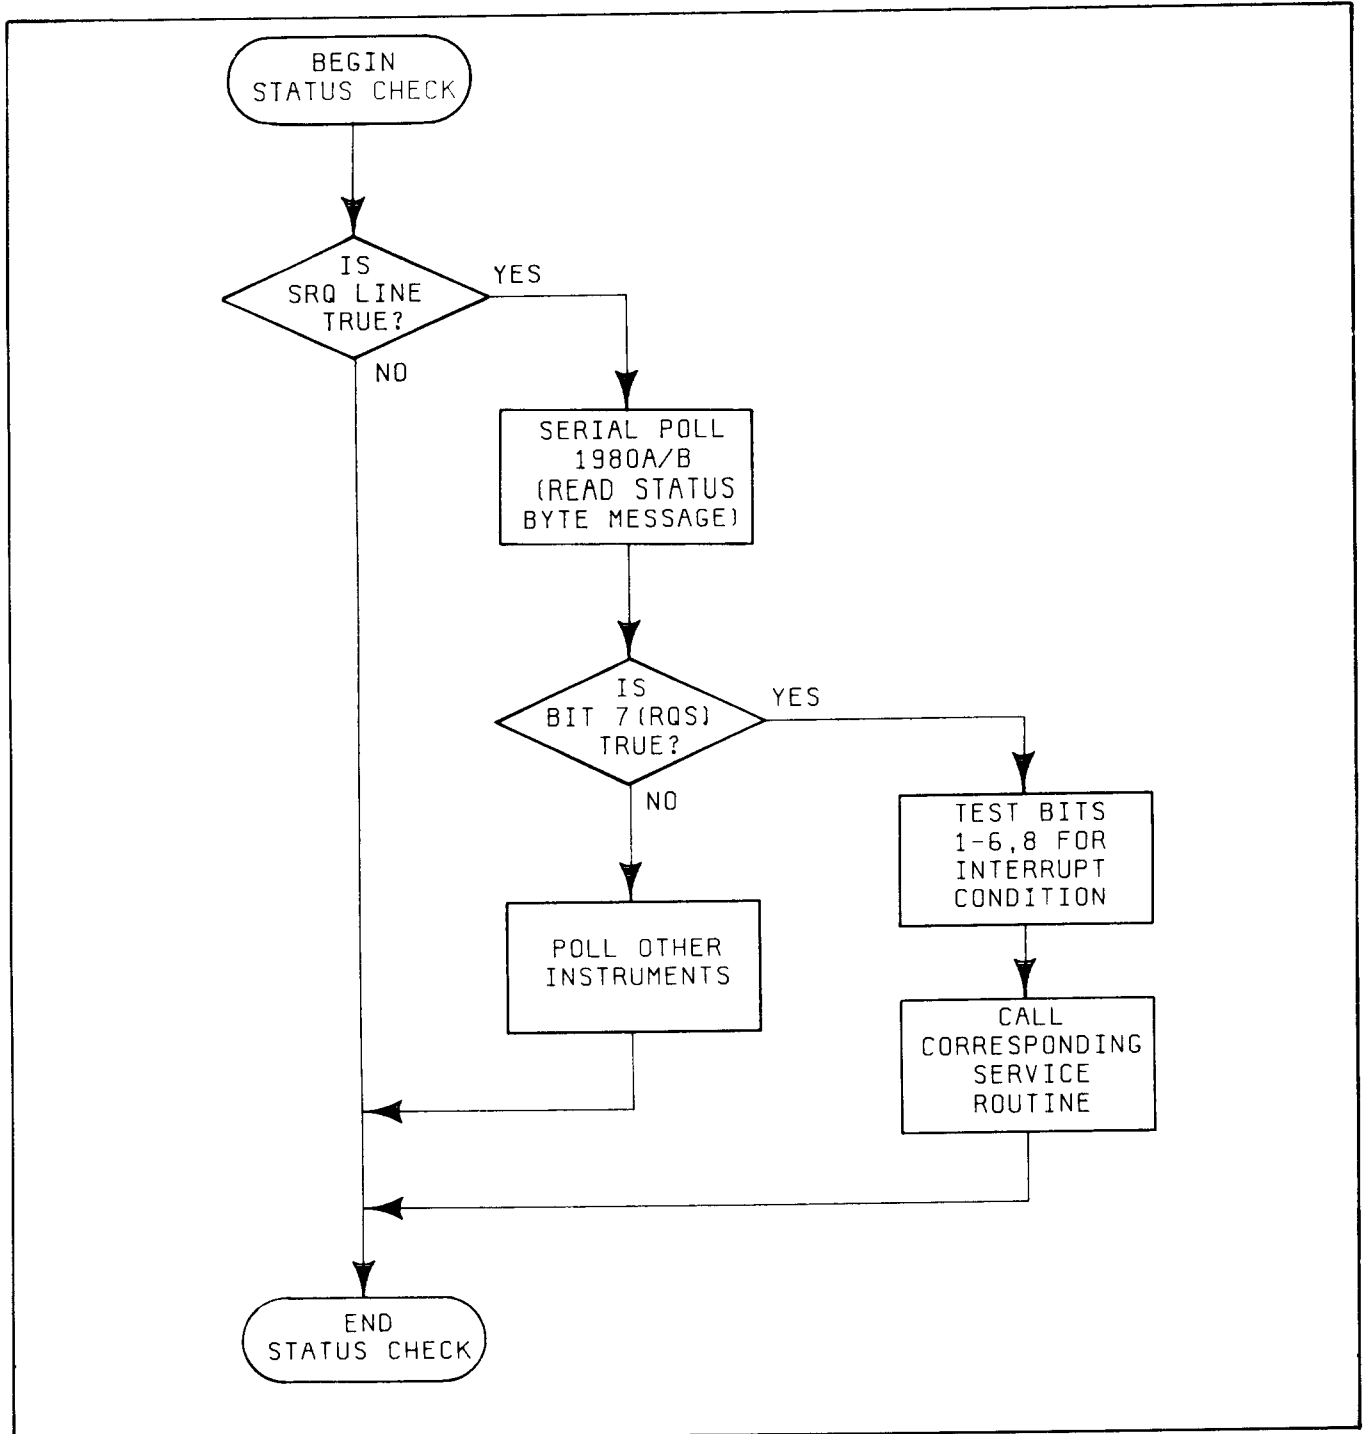 BEGIN
STATUS CHECK
IS
SRQ LINE
TRUE?
YES
NO
SERIAL POLL
1980A/B
(READ STATUS
BYTE MESSAGE)
IS
BIT 7(RQS)
TRUE?
YES
NO
TEST BITS
1-6,8 FOR
INTERRUPT
CONDITION
POLL OTHER
INSTRUMENTS
CALL
CORRESPONDING
SERVICE
ROUTINE
END
STATUS CHECK